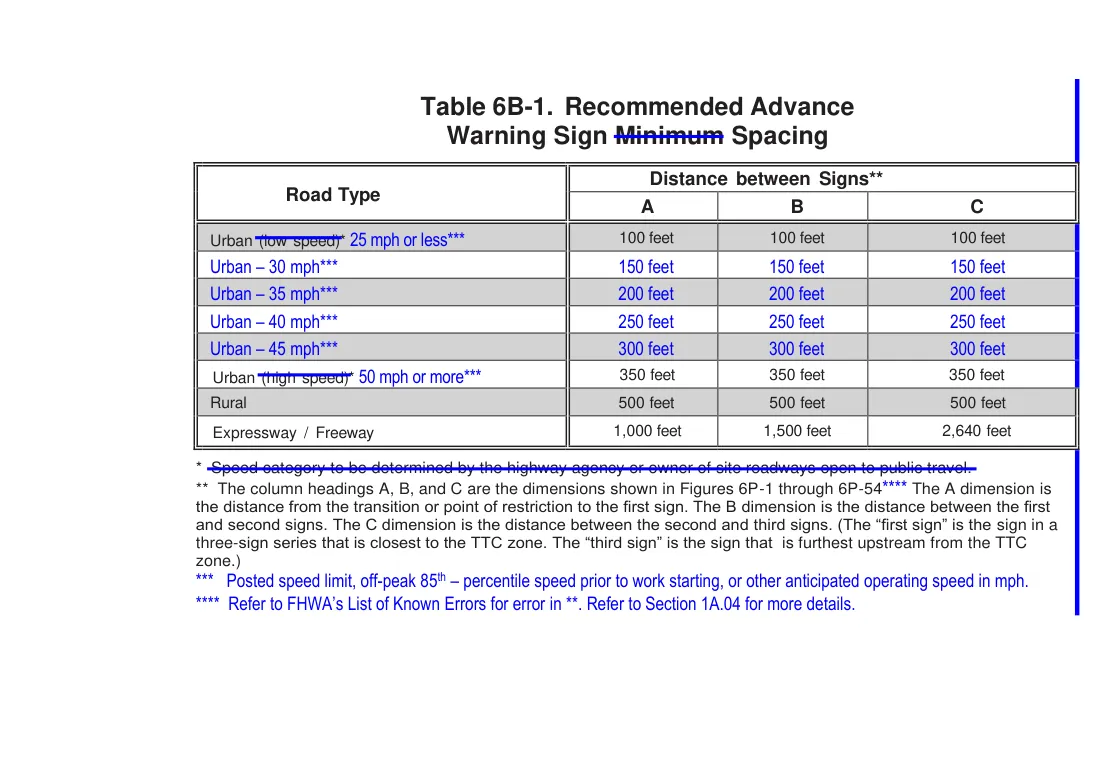 Table 6B-1. Recommended Advance
Warning Sign Minimum Spacing
Road Type
Distance between Signs**
A B C
Urban (low speed)* 25 mph or less*** 100 feet 100 feet 100 feet
Urban – 30 mph*** 150 feet 150 feet 150 feet
Urban – 35 mph*** 200 feet 200 feet 200 feet
Urban – 40 mph*** 250 feet 250 feet 250 feet
Urban – 45 mph*** 300 feet 300 feet 300 feet
Urban (high speed)* 50 mph or more*** 350 feet 350 feet 350 feet
Rural 500 feet 500 feet 500 feet
Expressway / Freeway 1,000 feet 1,500 feet 2,640 feet
* Speed category to be determined by the highway agency or owner of site roadways open to public travel.
** The column headings A, B, and C are the dimensions shown in Figures 6P-1 through 6P-54**** The A dimension is
the distance from the transition or point of restriction to the first sign. The B dimension is the distance between the first
and second signs. The C dimension is the distance between the second and third signs. (The “first sign” is the sign in a
three-sign series that is closest to the TTC zone. The “third sign” is the sign that is furthest upstream from the TTC
zone.)
*** Posted speed limit, off-peak 85th – percentile speed prior to work starting, or other anticipated operating speed in mph.
**** Refer to FHWA’s List of Known Errors for error in **. Refer to Section 1A.04 for more details.